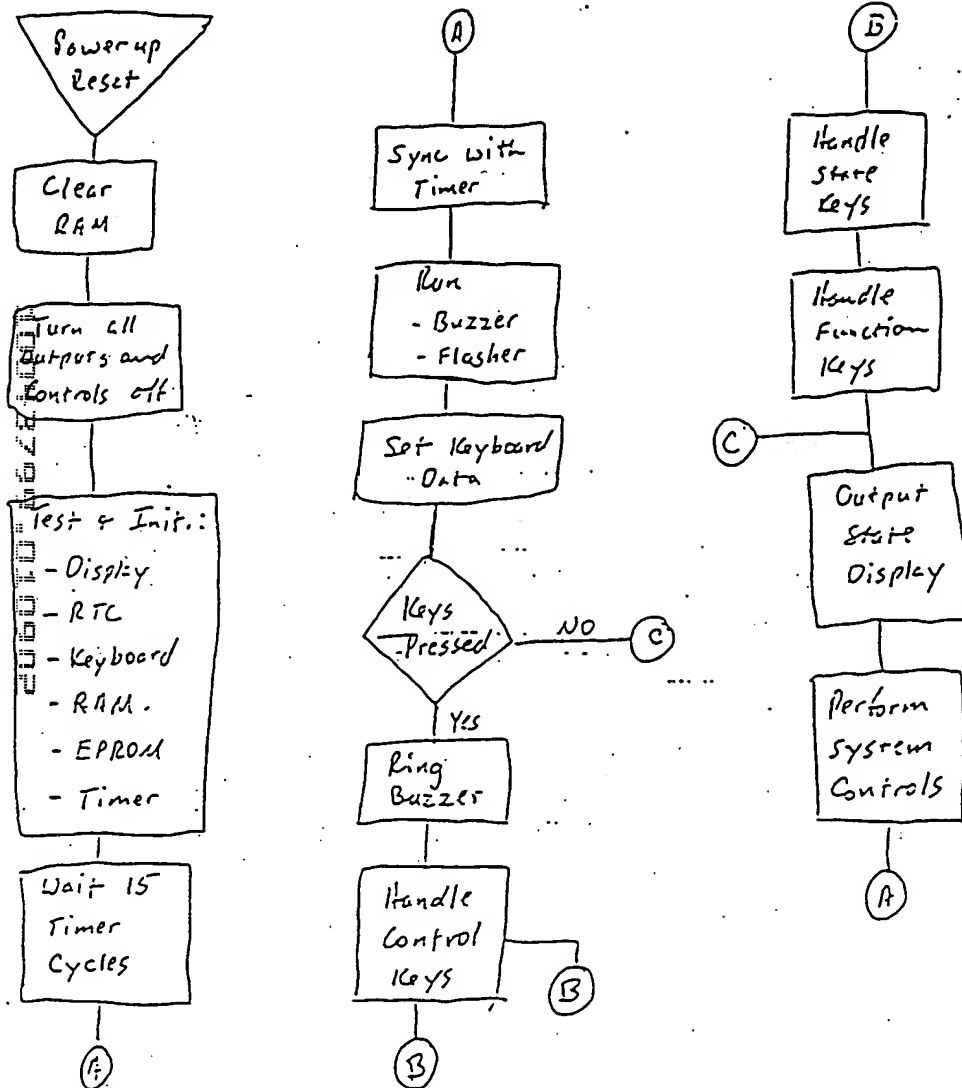 Powerup
Reset
Clear
RAM
Turn all
outputs and
Controls off
Test & Init.:
- Display
- RTC
- Keyboard
- RAM.
- EPROM
- Timer
Wait 15
Timer
Cycles
A
A
Sync with
Timer
Run
- Buzzer
- Flasher
Set Keyboard
Data
Keys
Pressed
NO
C
Yes
Ring
Buzzer
Handle
Control
Keys
B
B
B
Handle
State
Keys
Handle
Function
Keys
C
Output
State
Display
Perform
System
Controls
A